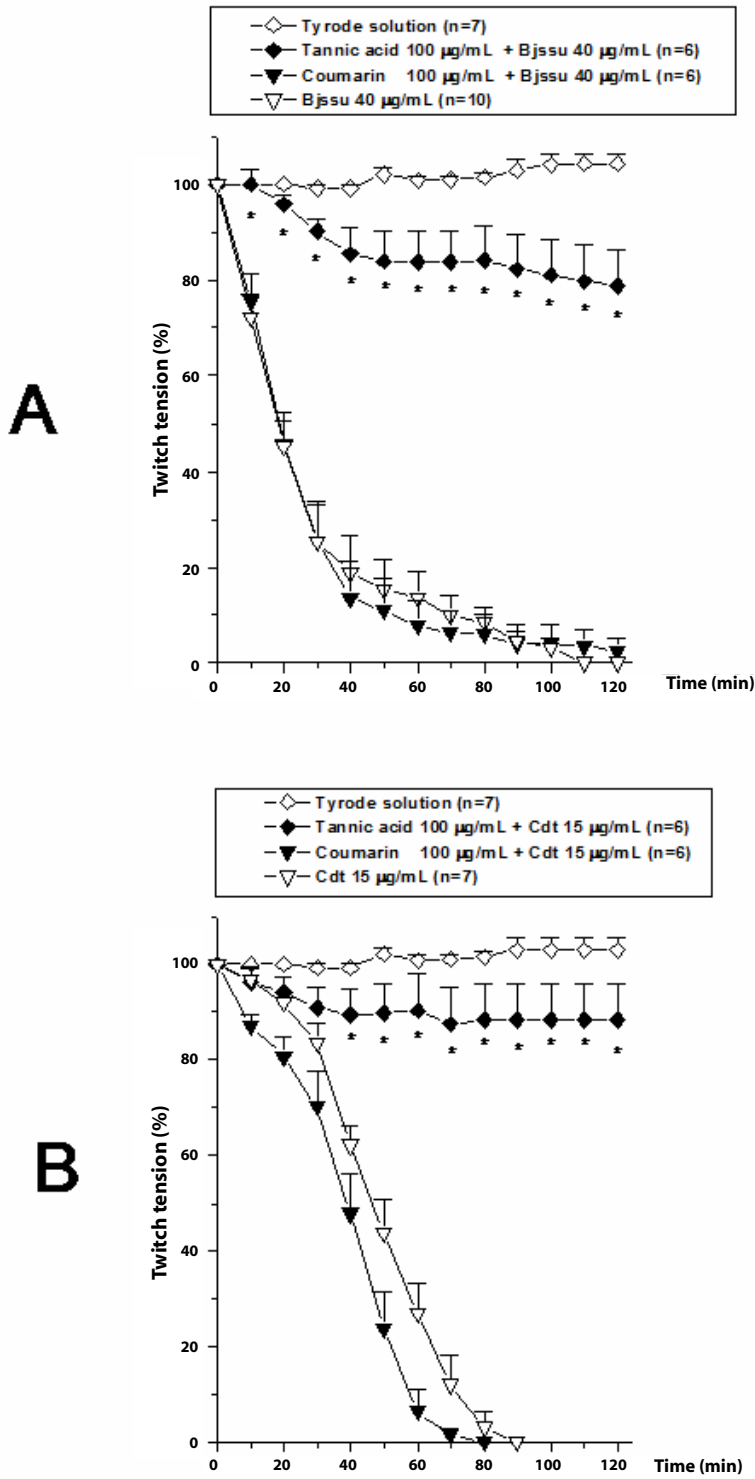 Tyrode solution (n=7)
Tannic acid 100 µg/mL + Bjssu 40 µg/mL (n=6)
Coumarin 100 µg/mL + Bjssu 40 µg/mL (n=6)
Bjssu 40 µg/mL (n=10)
A
Twitch tension (%)
100
80
60
40
20
0
* * * * * * * * * * * *
0 20 40 60 80 100 120 Time (min)
Tyrode solution (n=7)
Tannic acid 100 µg/mL + Cdt 15 µg/mL (n=6)
Coumarin 100 µg/mL + Cdt 15 µg/mL (n=6)
Cdt 15 µg/mL (n=7)
B
Twitch tension (%)
100
80
60
40
20
0
* * * * * * * * *
0 20 40 60 80 100 120 Time (min)